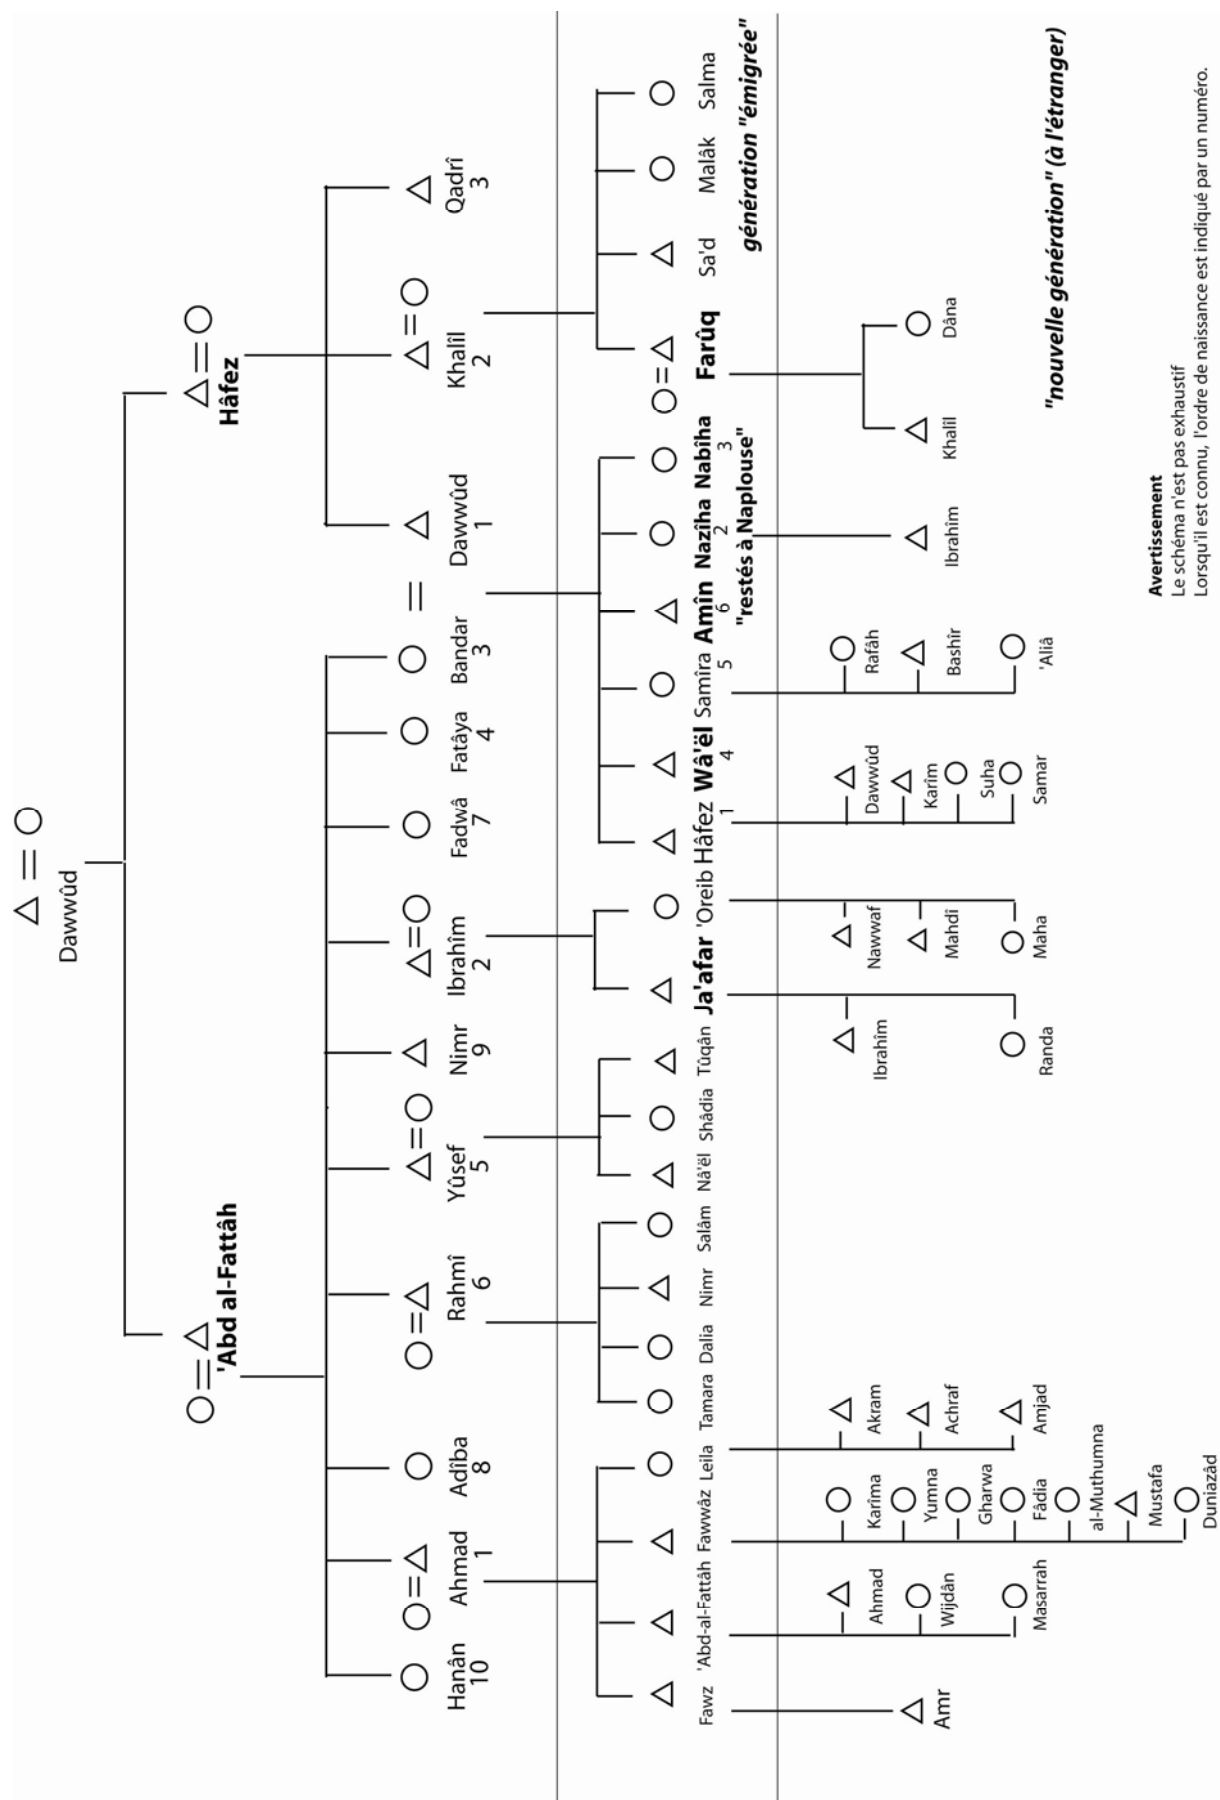 Dawwûd
'Abd al-Fattâh
Hâfez
Hanân
10
Ahmad
1
Adîba
8
Rahmî
6
Yûsef
5
Nimr
9
Ibrahîm
2
Fadwâ
7
Fatâya
4
Bandar
3
Dawwûd
1
Khalîl
2
Qadrî
3
Fawz
'Abd-al-Fattâh
Fawwâz
Leila
Tamara
Dalia
Nimr
Salâm
Nâ'ël
Shâdia
Tûqân
Ja'afar
'Oreib
Hâfez
1
Wâ'ël
4
Samîra
5
Amîn
6
Nazîha
2
Nabîha
3
Farûq
Sa'd
Malâk
Salma
"restés à Naplouse"
génération "émigrée"
Amr
Ahmad
Wijdân
Masarrah
Karîma
Yumna
Gharwa
Fâdia
al-Muthumna
Mustafa
Duniazâd
Akram
Achraf
Amjad
Ibrahîm
Randa
Nawwaf
Mahdî
Maha
Dawwûd
Karîm
Suha
Samar
Rafâh
Bashîr
'Aliâ
Ibrahîm
Khalîl
Dâna
"nouvelle génération" (à l'étranger)
Avertissement
Le schéma n'est pas exhaustif
Lorsqu'il est connu, l'ordre de naissance est indiqué par un numéro.